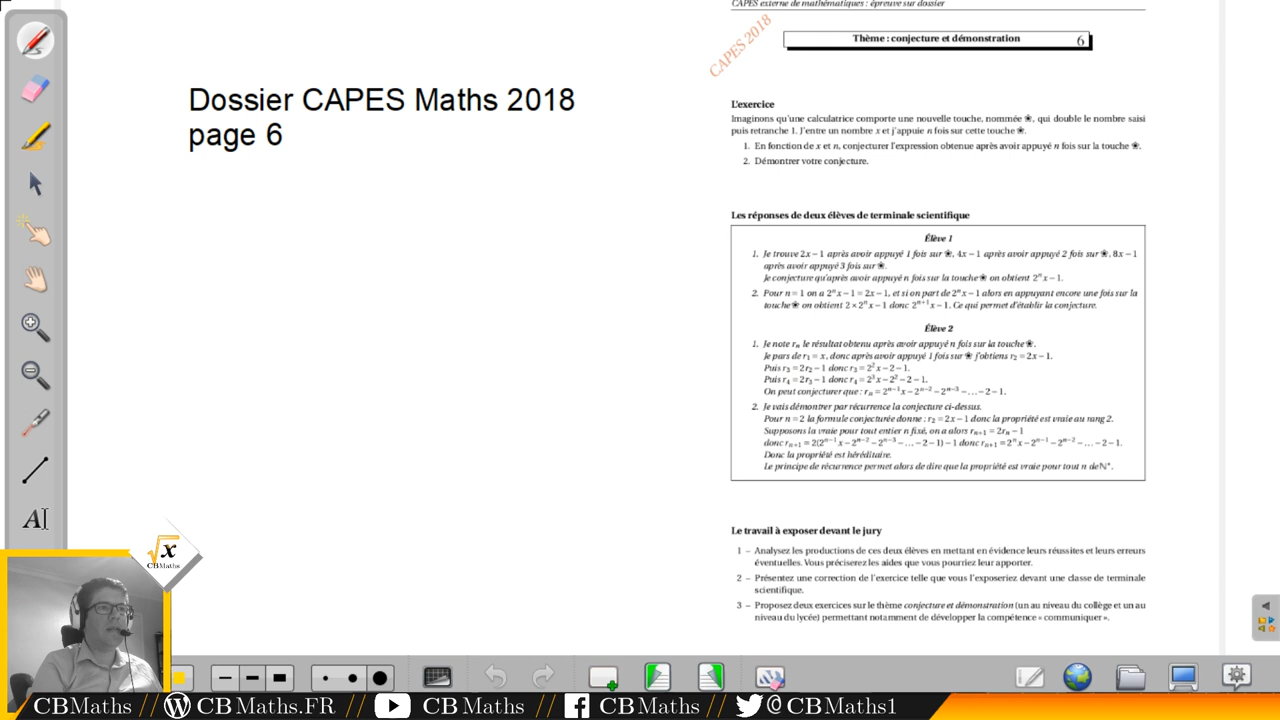 CAPES externe de mathématiques : épreuve sur dossier
CAPES 2018
Thème : conjecture et démonstration
6
Dossier CAPES Maths 2018
page 6
L'exercice
Imaginons qu'une calculatrice comporte une nouvelle touche, nommée ❀, qui double le nombre saisi
puis retranche 1. J'entre un nombre x et j'appuie n fois sur cette touche ❀.
1. En fonction de x et n, conjecturer l'expression obtenue après avoir appuyé n fois sur la touche ❀.
2. Démontrer votre conjecture.
Les réponses de deux élèves de terminale scientifique
Élève 1
1. Je trouve 2x − 1 après avoir appuyé 1 fois sur ❀, 4x − 1 après avoir appuyé 2 fois sur ❀, 8x − 1
après avoir appuyé 3 fois sur ❀.
Je conjecture qu'après avoir appuyé n fois sur la touche ❀ on obtient 2ⁿx − 1.
2. Pour n = 1 on a 2ⁿx − 1 = 2x − 1, et si on part de 2ⁿx − 1 alors en appuyant encore une fois sur la
touche ❀ on obtient 2 × 2ⁿx − 1 donc 2ⁿ⁺¹x − 1. Ce qui permet d'établir la conjecture.
Élève 2
1. Je note rₙ le résultat obtenu après avoir appuyé n fois sur la touche ❀.
Je pars de r₁ = x, donc après avoir appuyé 1 fois sur ❀ j'obtiens r₂ = 2x − 1.
Puis r₃ = 2r₂ − 1 donc r₃ = 2²x − 2 − 1.
Puis r₄ = 2r₃ − 1 donc r₄ = 2³x − 2² − 2 − 1.
On peut conjecturer que : rₙ = 2ⁿ⁻¹x − 2ⁿ⁻² − 2ⁿ⁻³ − … − 2 − 1.
2. Je vais démontrer par récurrence la conjecture ci-dessus.
Pour n = 2 la formule conjecturée donne : r₂ = 2x − 1 donc la propriété est vraie au rang 2.
Supposons la vraie pour tout entier n fixé, on a alors rₙ₊₁ = 2rₙ − 1
donc rₙ₊₁ = 2(2ⁿ⁻¹x − 2ⁿ⁻² − 2ⁿ⁻³ − … − 2 − 1) − 1 donc rₙ₊₁ = 2ⁿx − 2ⁿ⁻¹ − 2ⁿ⁻² − … − 2 − 1.
Donc la propriété est héréditaire.
Le principe de récurrence permet alors de dire que la propriété est vraie pour tout n de ℕ*.
Le travail à exposer devant le jury
1 – Analysez les productions de ces deux élèves en mettant en évidence leurs réussites et leurs erreurs
éventuelles. Vous préciserez les aides que vous pourriez leur apporter.
2 – Présentez une correction de l'exercice telle que vous l'exposeriez devant une classe de terminale
scientifique.
3 – Proposez deux exercices sur le thème conjecture et démonstration (un au niveau du collège et un au
niveau du lycée) permettant notamment de développer la compétence « communiquer ».
AI
√x
CBMaths
CBMaths // CBMaths.FR // CBMaths // CBMaths // @CBMaths1